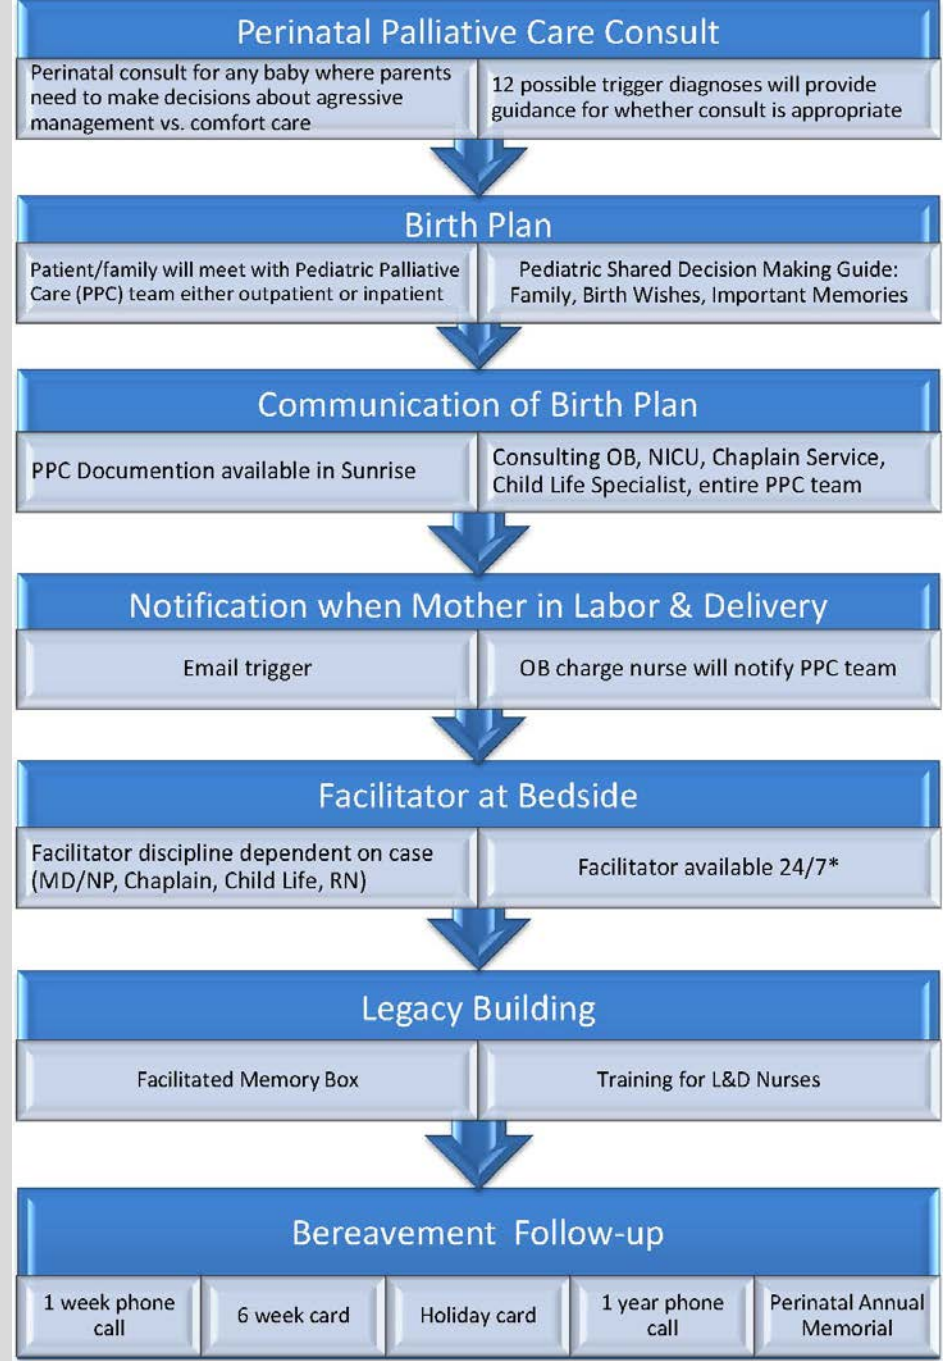 Perinatal Palliative Care Consult
Perinatal consult for any baby where parents
need to make decisions about agressive
management vs. comfort care
12 possible trigger diagnoses will provide
guidance for whether consult is appropriate
Birth Plan
Patient/family will meet with Pediatric Palliative
Care (PPC) team either outpatient or inpatient
Pediatric Shared Decision Making Guide:
Family, Birth Wishes, Important Memories
Communication of Birth Plan
PPC Documention available in Sunrise
Consulting OB, NICU, Chaplain Service,
Child Life Specialist, entire PPC team
Notification when Mother in Labor & Delivery
Email trigger
OB charge nurse will notify PPC team
Facilitator at Bedside
Facilitator discipline dependent on case
(MD/NP, Chaplain, Child Life, RN)
Facilitator available 24/7*
Legacy Building
Facilitated Memory Box
Training for L&D Nurses
Bereavement Follow-up
1 week phone
call
6 week card
Holiday card
1 year phone
call
Perinatal Annual
Memorial